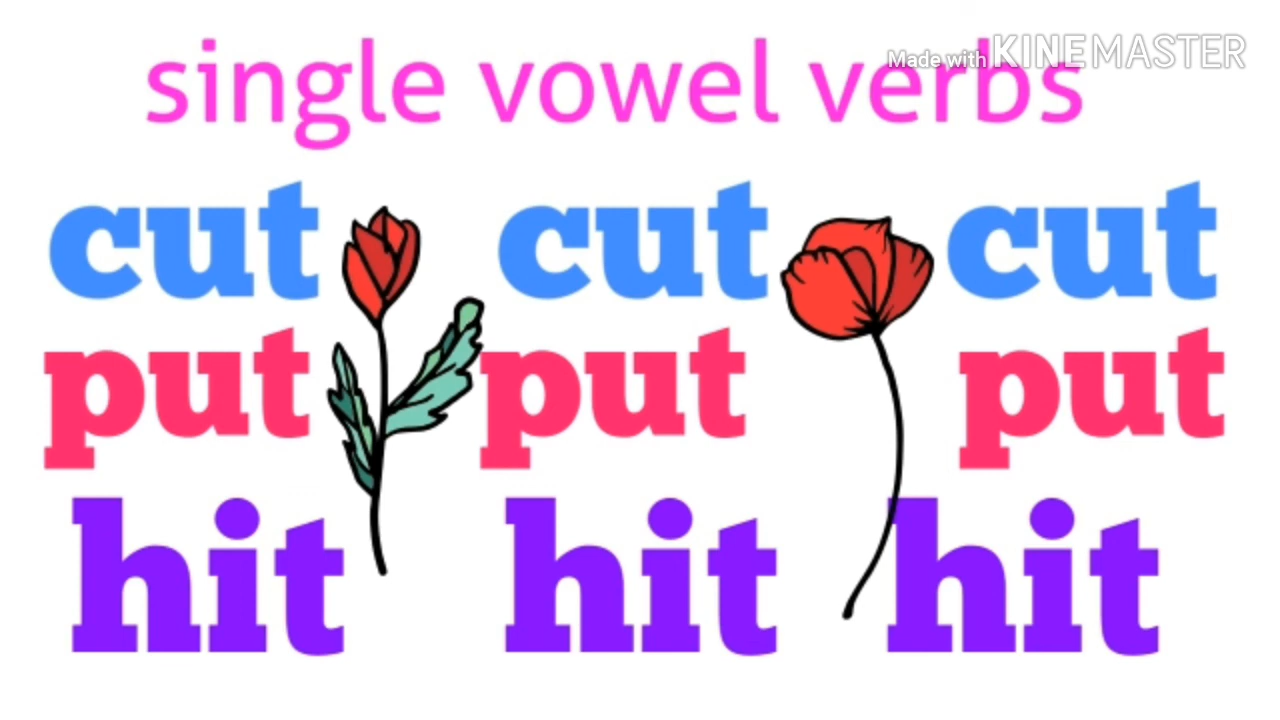 single vowel verbs
Made with KINEMASTER
cut cut cut
put put put
hit hit hit